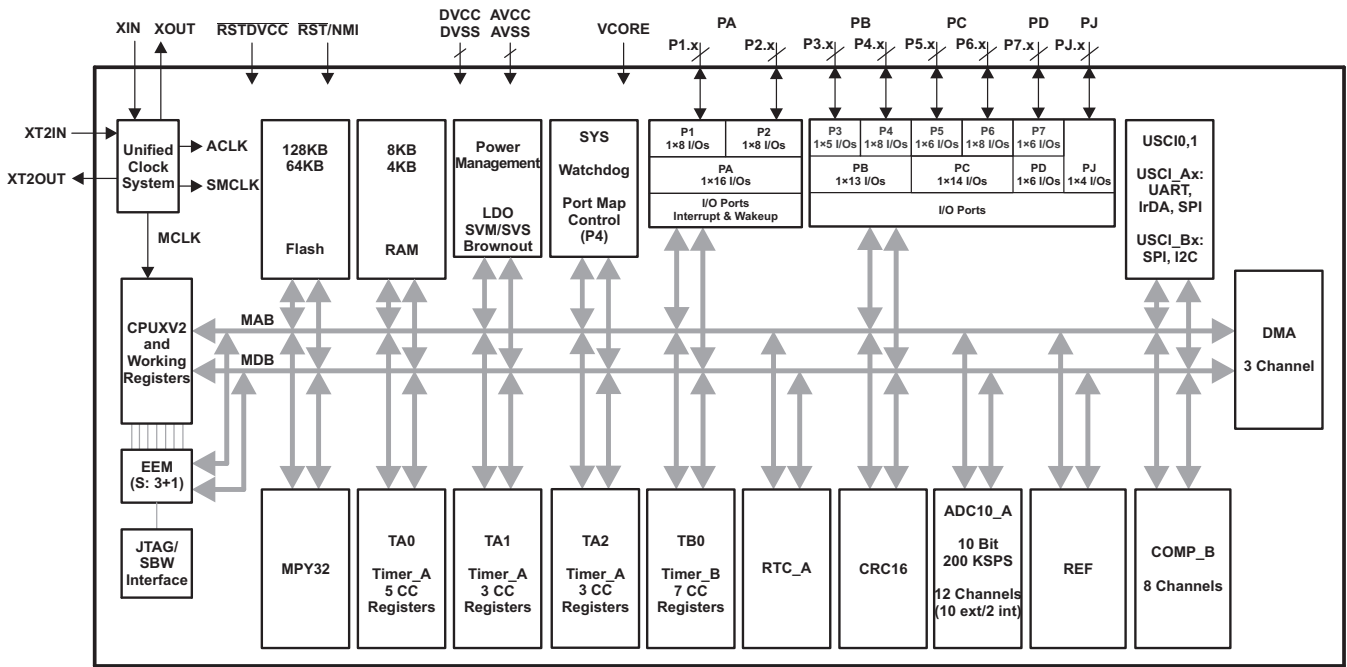 XIN
XOUT
RSTDVCC
RST/NMI
DVCC
DVSS
AVCC
AVSS
VCORE
PA
P1.x
P2.x
PB
P3.x
P4.x
PC
P5.x
P6.x
PD
P7.x
PJ
PJ.x
XT2IN
XT2OUT
Unified
Clock
System
ACLK
SMCLK
MCLK
128KB
64KB
Flash
8KB
4KB
RAM
Power
Management
LDO
SVM/SVS
Brownout
SYS
Watchdog
Port Map
Control
(P4)
P1
1×8 I/Os
P2
1×8 I/Os
PA
1×16 I/Os
I/O Ports
Interrupt & Wakeup
P3
1×5 I/Os
P4
1×8 I/Os
P5
1×6 I/Os
P6
1×8 I/Os
P7
1×6 I/Os
PB
1×13 I/Os
PC
1×14 I/Os
PD
1×6 I/Os
PJ
1×4 I/Os
I/O Ports
USCI0,1
USCI_Ax:
UART,
IrDA, SPI
USCI_Bx:
SPI, I2C
CPUXV2
and
Working
Registers
MAB
MDB
DMA
3 Channel
EEM
(S: 3+1)
JTAG/
SBW
Interface
MPY32
TA0
Timer_A
5 CC
Registers
TA1
Timer_A
3 CC
Registers
TA2
Timer_A
3 CC
Registers
TB0
Timer_B
7 CC
Registers
RTC_A
CRC16
ADC10_A
10 Bit
200 KSPS
12 Channels
(10 ext/2 int)
REF
COMP_B
8 Channels